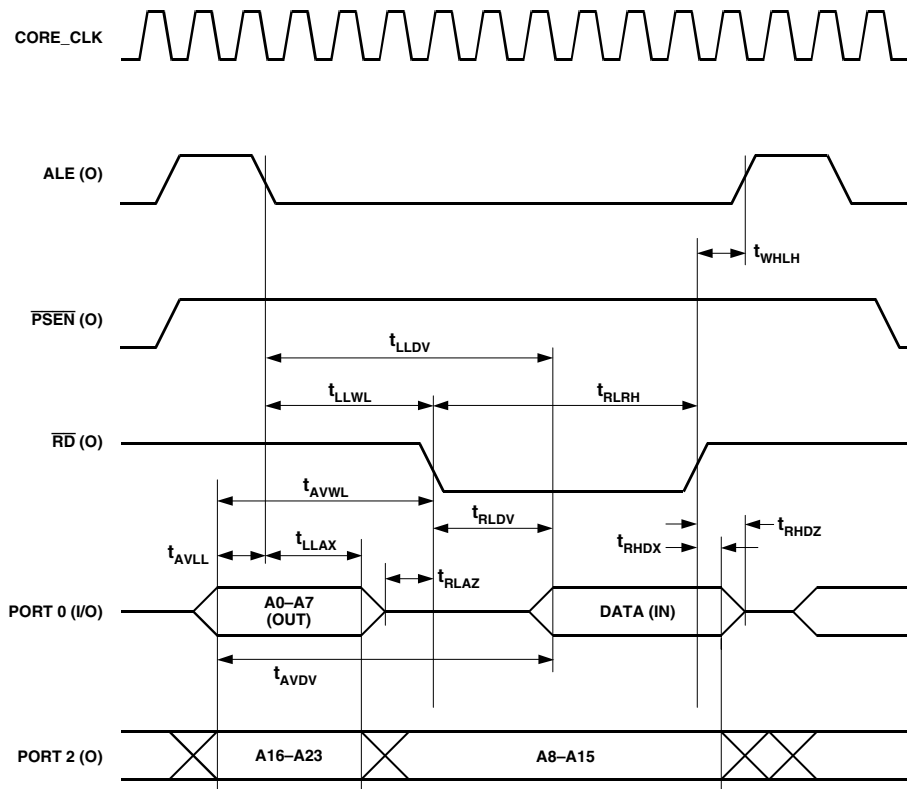 CORE_CLK
ALE (O)
tWHLH
PSEN (O)
tLLDV
tLLWL
tRLRH
RD (O)
tAVWL
tRLDV
tRHDZ
tAVLL
tLLAX
tRHDX
tRLAZ
PORT 0 (I/O)
A0–A7
(OUT)
DATA (IN)
tAVDV
PORT 2 (O)
A16–A23
A8–A15